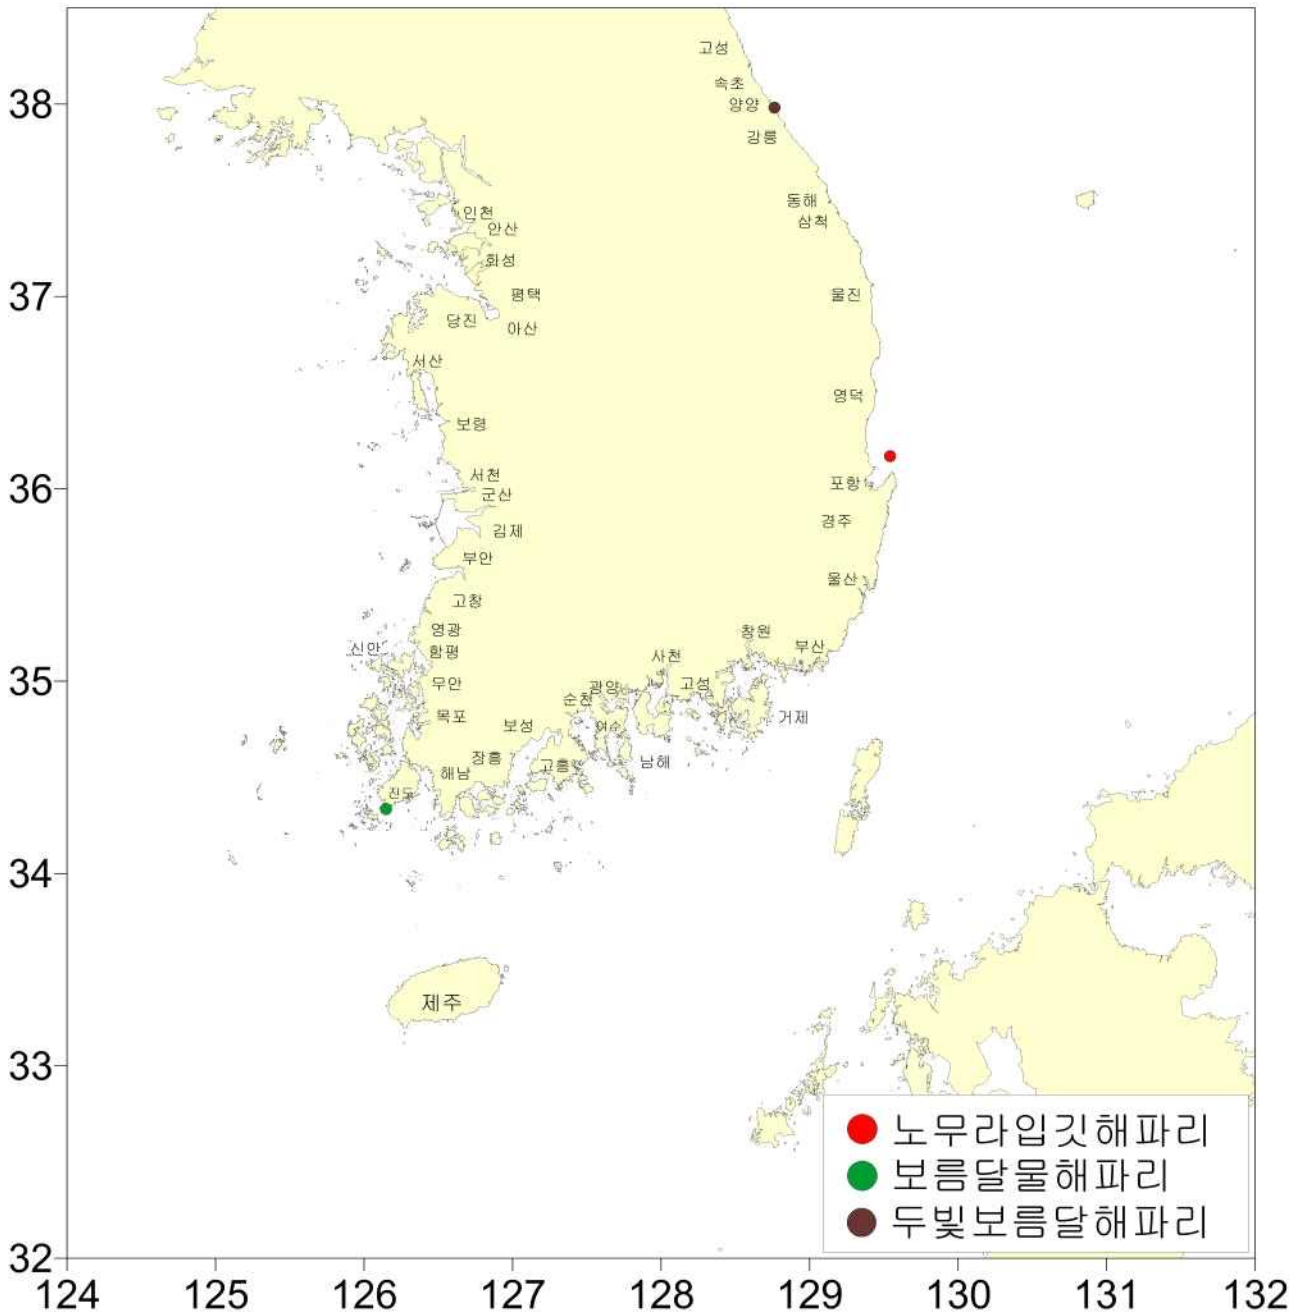 고성
속초
38
양양
강릉
동해
인천
삼척
안산
화성
37
평택
울진
당진
아산
서산
영덕
보령
서천
포항
36
군산
김제
경주
부안
울산
고창
영광
창원
신안
함평
부산
사천
35
무안
광양
고성
순천
목포
보성
여수
거제
장흥
남해
고흥
해남
진도
34
제주
33
노무라입깃해파리
보름달물해파리
두빛보름달해파리
32
124 125 126 127 128 129 130 131 132